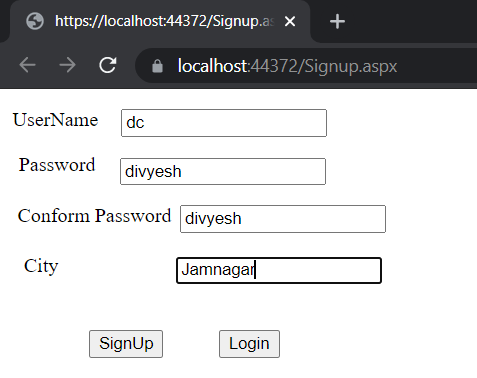 https://localhost:44372/Signup.as
localhost:44372/Signup.aspx
UserName dc
Password divyesh
Conform Password divyesh
City Jamnagar
SignUp Login